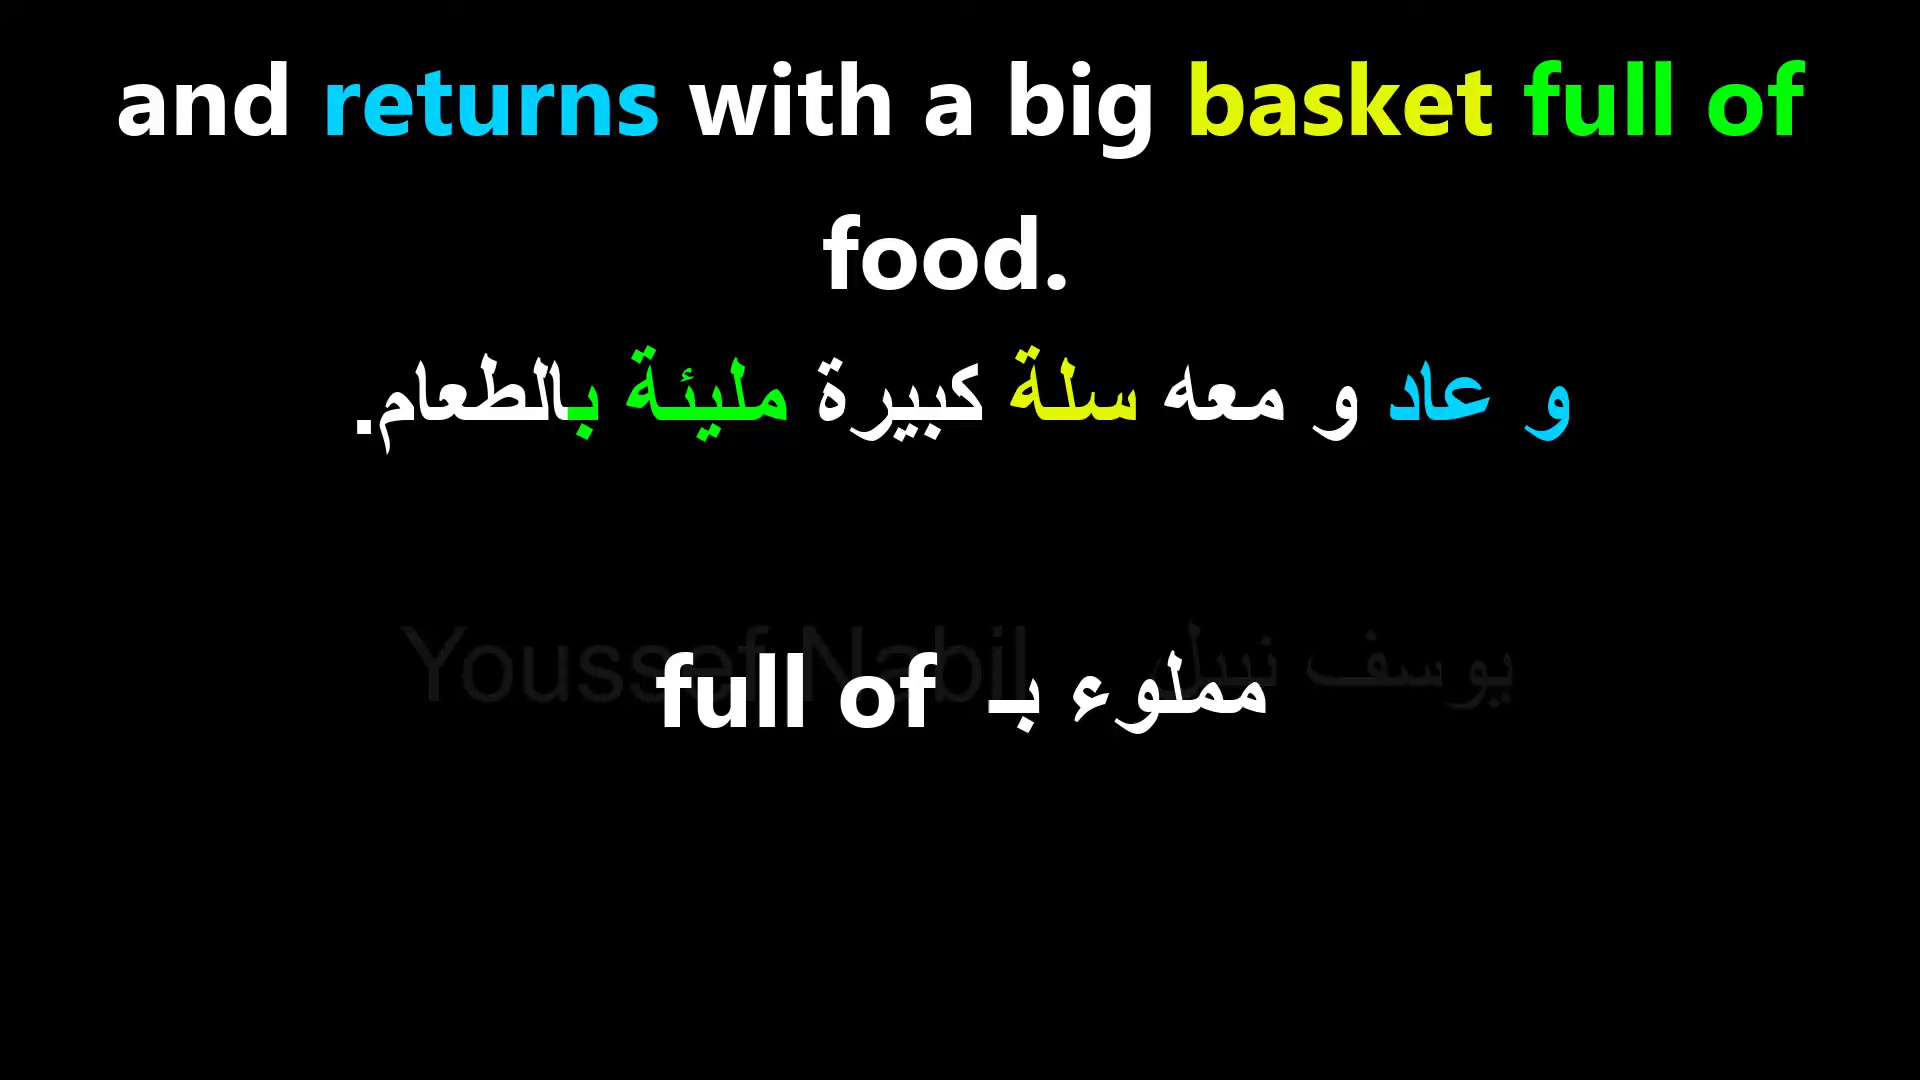 and returns with a big basket full of
food.
و عاد و معه سلة كبيرة مليئة بالطعام.
Youssef Nabil يوسف نبيل
full of مملوء بـ